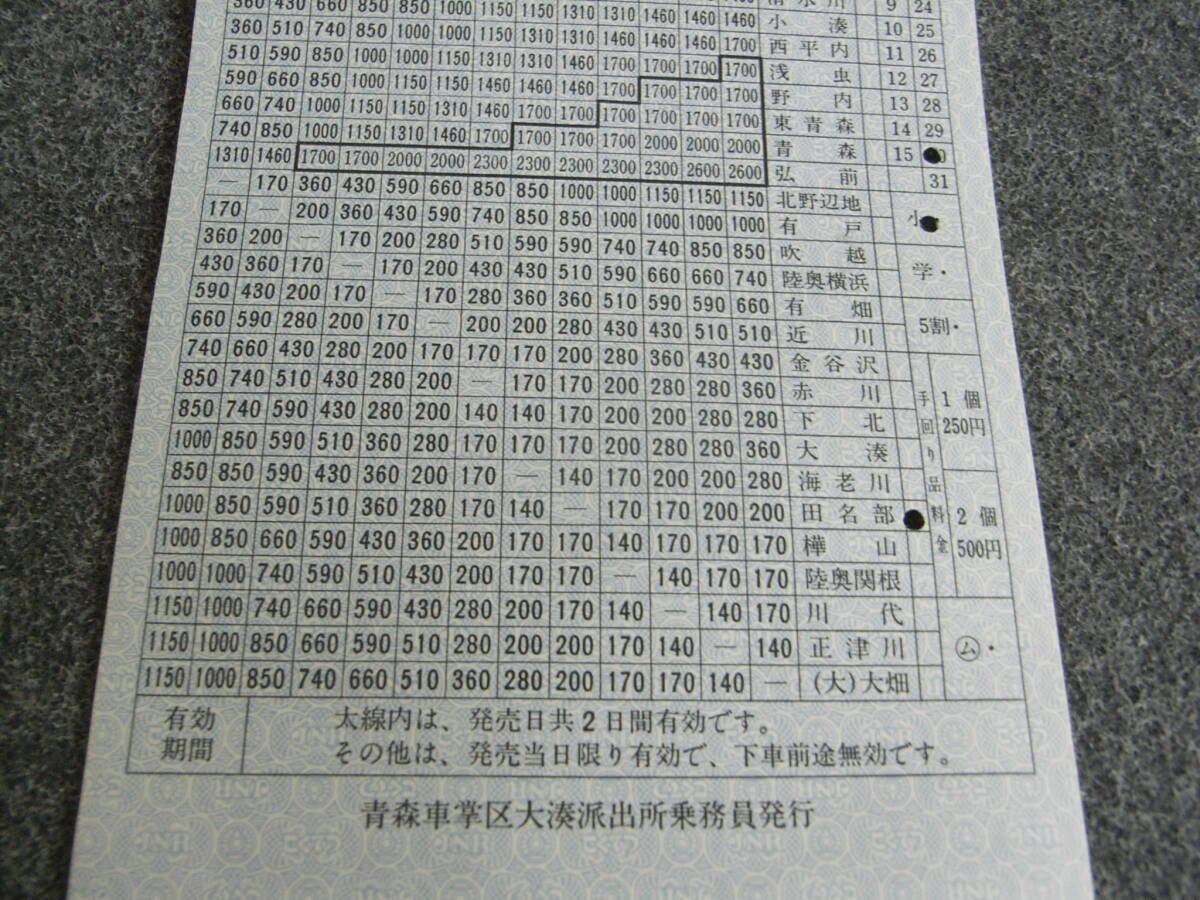 360 430 660 850 850 1000 1150 1150 1310 1310 1460 1460 1460 小湊 10 25
360 510 740 850 1000 1000 1150 1310 1310 1460 1460 1460 1700 西平内 11 26
510 590 850 1000 1000 1150 1310 1310 1460 1700 1700 1700 1700 浅虫 12 27
590 660 850 1000 1150 1150 1460 1460 1460 1700 1700 1700 1700 野内 13 28
660 740 1000 1150 1150 1310 1460 1700 1700 1700 1700 1700 1700 東青森 14 29
740 850 1000 1150 1310 1460 1700 1700 1700 1700 2000 2000 2000 青森 15
1310 1460 1700 1700 2000 2000 2300 2300 2300 2300 2300 2600 2600 弘前 31
— 170 360 430 590 660 850 850 1000 1000 1150 1150 1150 北野辺地
170 — 200 360 430 590 740 850 850 1000 1000 1000 1000 有戸 小
360 200 — 170 200 280 510 590 590 740 740 850 850 吹越
430 360 170 — 170 200 430 430 510 590 660 660 740 陸奥横浜 学・
590 430 200 170 — 170 280 360 360 510 590 590 660 有畑
660 590 280 200 170 — 200 200 280 430 430 510 510 近川 5割・
740 660 430 280 200 170 170 170 200 280 360 430 430 金谷沢
850 740 510 430 280 200 — 170 170 200 280 280 360 赤川
850 740 590 430 280 200 140 140 170 200 200 280 280 下北
1000 850 590 510 360 280 170 170 170 200 280 280 360 大湊
850 850 590 430 360 200 170 — 140 170 200 200 280 海老川
1000 850 590 510 360 280 170 140 — 170 170 200 200 田名部
1000 850 660 590 430 360 170 170 140 170 170 170 170 樺山
1000 1000 740 590 510 430 200 170 170 — 140 170 170 陸奥関根
1150 1000 740 660 590 430 280 200 170 140 — 140 170 川代
1150 1000 850 660 590 510 280 200 200 170 140 — 140 正津川
1150 1000 850 740 660 510 360 280 200 170 170 140 — (大)大畑
手回り品料金
1個
250円
2個
500円
㋰・
有効期間
太線内は、発売日共2日間有効です。
その他は、発売当日限り有効で、下車前途無効です。
青森車掌区大湊派出所乗務員発行